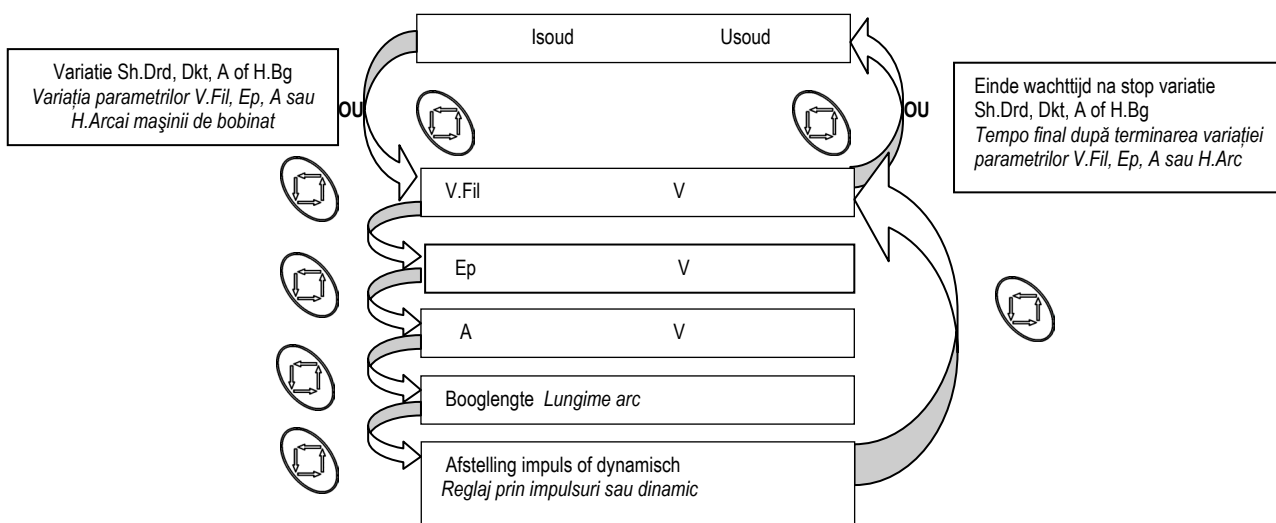 Isoud Usoud
Variatie Sh.Drd, Dkt, A of H.Bg
Variația parametrilor V.Fil, Ep, A sau
H.Arcai mașinii de bobinat
OU
OU
Einde wachttijd na stop variatie
Sh.Drd, Dkt, A of H.Bg
Tempo final după terminarea variației
parametrilor V.Fil, Ep, A sau H.Arc
V.Fil V
Ep V
A V
Booglengte Lungime arc
Afstelling impuls of dynamisch
Reglaj prin impulsuri sau dinamic